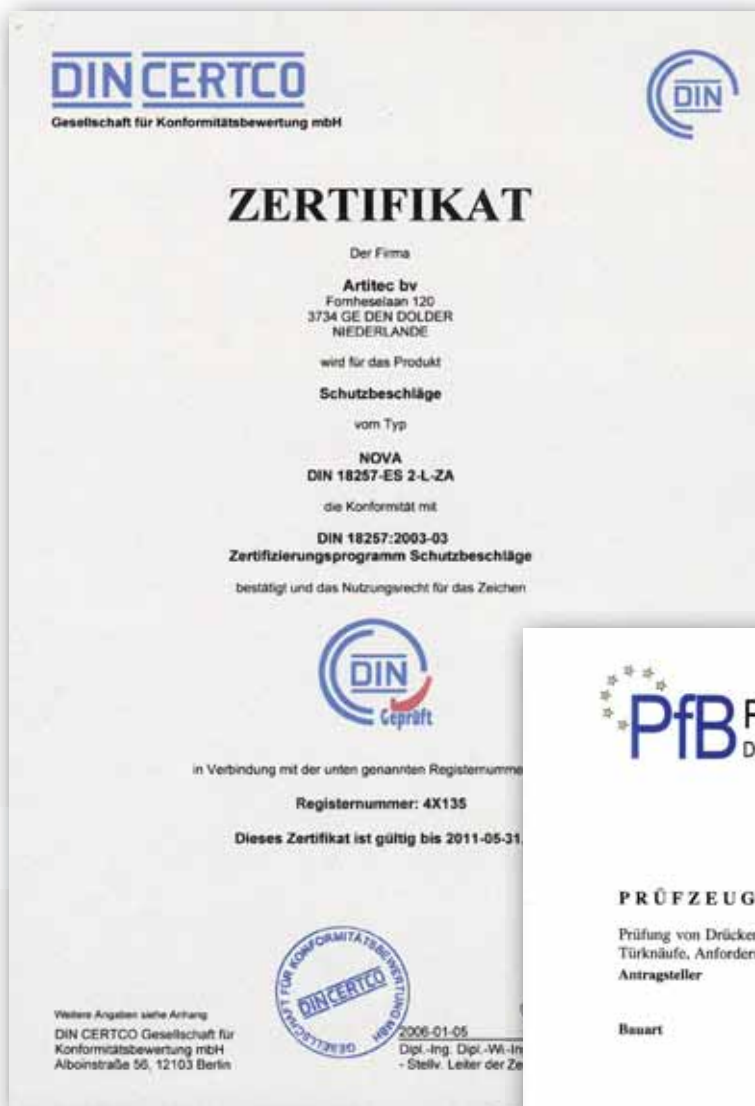 DIN CERTCO
Gesellschaft für Konformitätsbewertung mbH
DIN
ZERTIFIKAT
Der Firma
Artitec bv
Fornheselaan 120
3734 GE DEN DOLDER
NIEDERLANDE
wird für das Produkt
Schutzbeschläge
vom Typ
NOVA
DIN 18257-ES 2-L-ZA
die Konformität mit
DIN 18257:2003-03
Zertifizierungsprogramm Schutzbeschläge
bestätigt und das Nutzungsrecht für das Zeichen
DIN
Geprüft
in Verbindung mit der unten genannten Registernumme
Registernummer: 4X135
Dieses Zertifikat ist gültig bis 2011-05-31.
GESELLSCHAFT FÜR KONFORMITÄTSBEWERTUNG MBH
DIN CERTCO
Weitere Angaben siehe Anhang
DIN CERTCO Gesellschaft für
Konformitätsbewertung mbH
Alboinstraße 56, 12103 Berlin
2006-01-05
Dipl.-Ing. Dipl.-Wi.-In
- Stellv. Leiter der Ze
PfB
PRÜFZEUG
Prüfung von Drücker
Türknäufe, Anforder
Antragsteller
Bauart